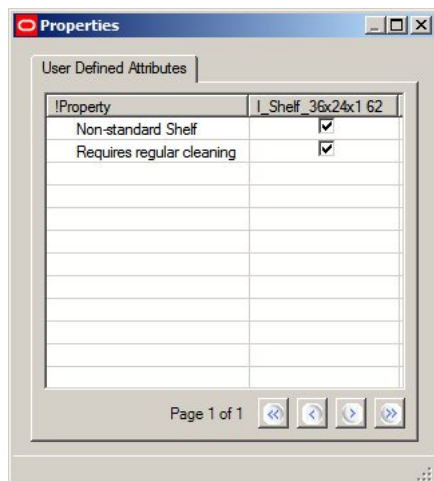 Properties
User Defined Attributes
!Property I_Shelf_36x24x1 62
Non-standard Shelf
Requires regular cleaning
Page 1 of 1